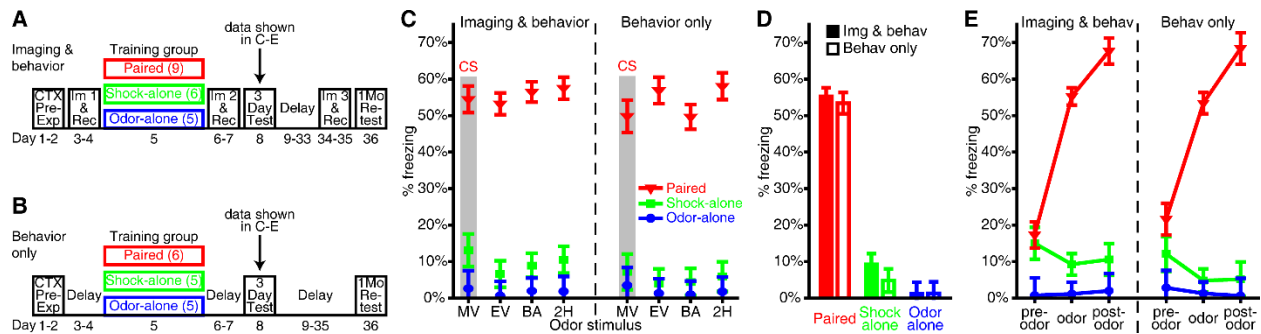 A
data shown
in C-E
Imaging &
behavior
Training group
Paired (9)
Shock-alone (6)
Odor-alone (5)
CTX
Pre-
Exp
Im 1
&
Rec
Im 2
&
Rec
3
Day
Test
Delay
Im 3
&
Rec
1Mo
Re-
test
Day 1-2 3-4 5 6-7 8 9-33 34-35 36
B
data shown
in C-E
Behavior
only
Training group
Paired (6)
Shock-alone (5)
Odor-alone (5)
CTX
Pre-
Exp
Delay
Delay
3
Day
Test
Delay
1Mo
Re-
test
Day 1-2 3-4 5 6-7 8 9-35 36
C
Imaging & behavior Behavior only
% freezing
70%
60%
50%
40%
30%
20%
10%
0%
CS CS
Paired
Shock-alone
Odor-alone
MV EV BA 2H MV EV BA 2H
Odor stimulus
D
Img & behav
Behav only
% freezing
70%
60%
50%
40%
30%
20%
10%
0%
Paired Shock alone Odor alone
E
Imaging & behav Behav only
% freezing
70%
60%
50%
40%
30%
20%
10%
0%
pre-odor odor post-odor pre-odor odor post-odor